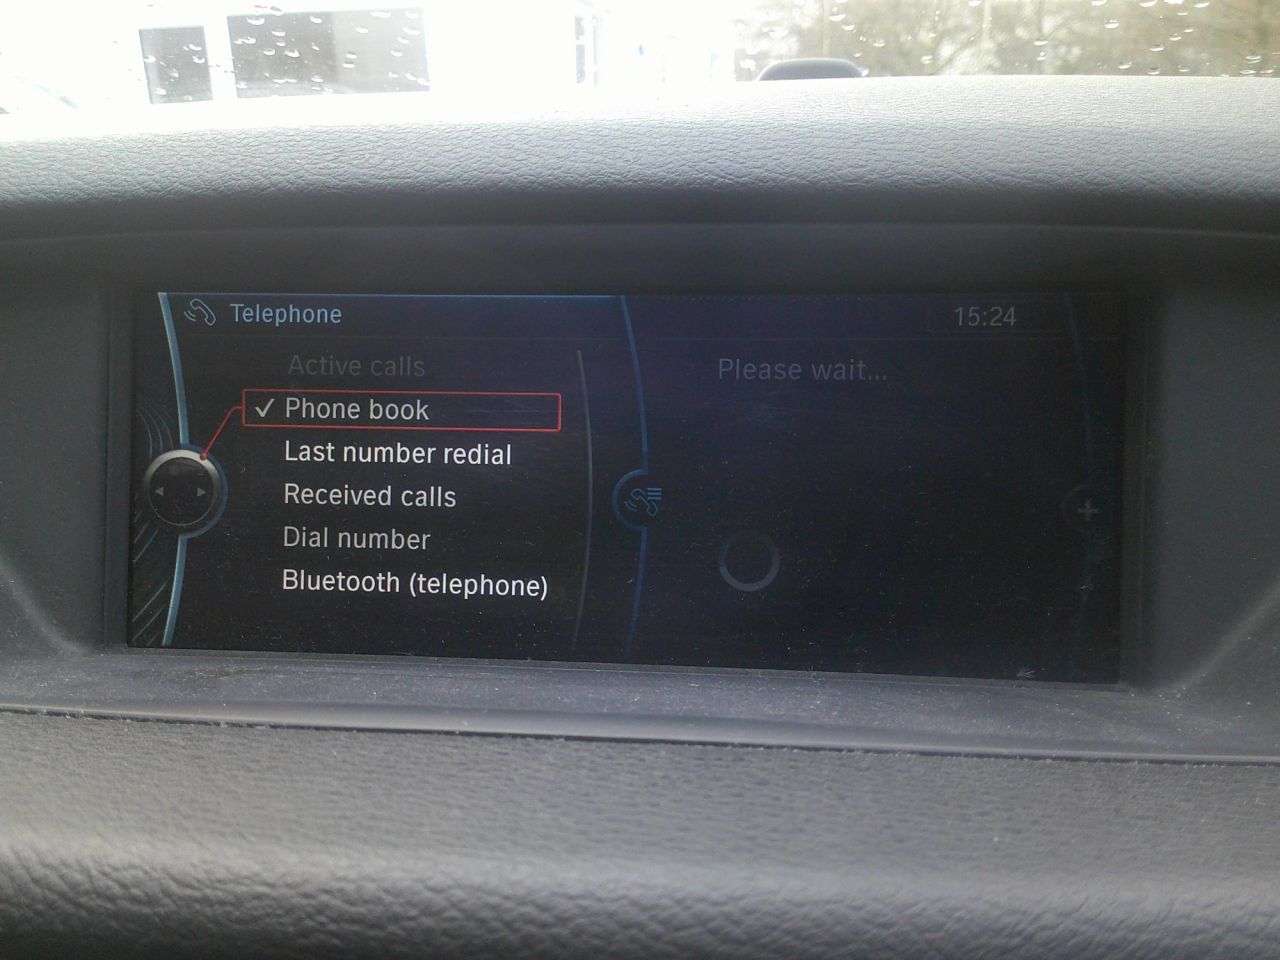 Telephone
15:24
Active calls
Please wait...
✓ Phone book
Last number redial
Received calls
Dial number
Bluetooth (telephone)